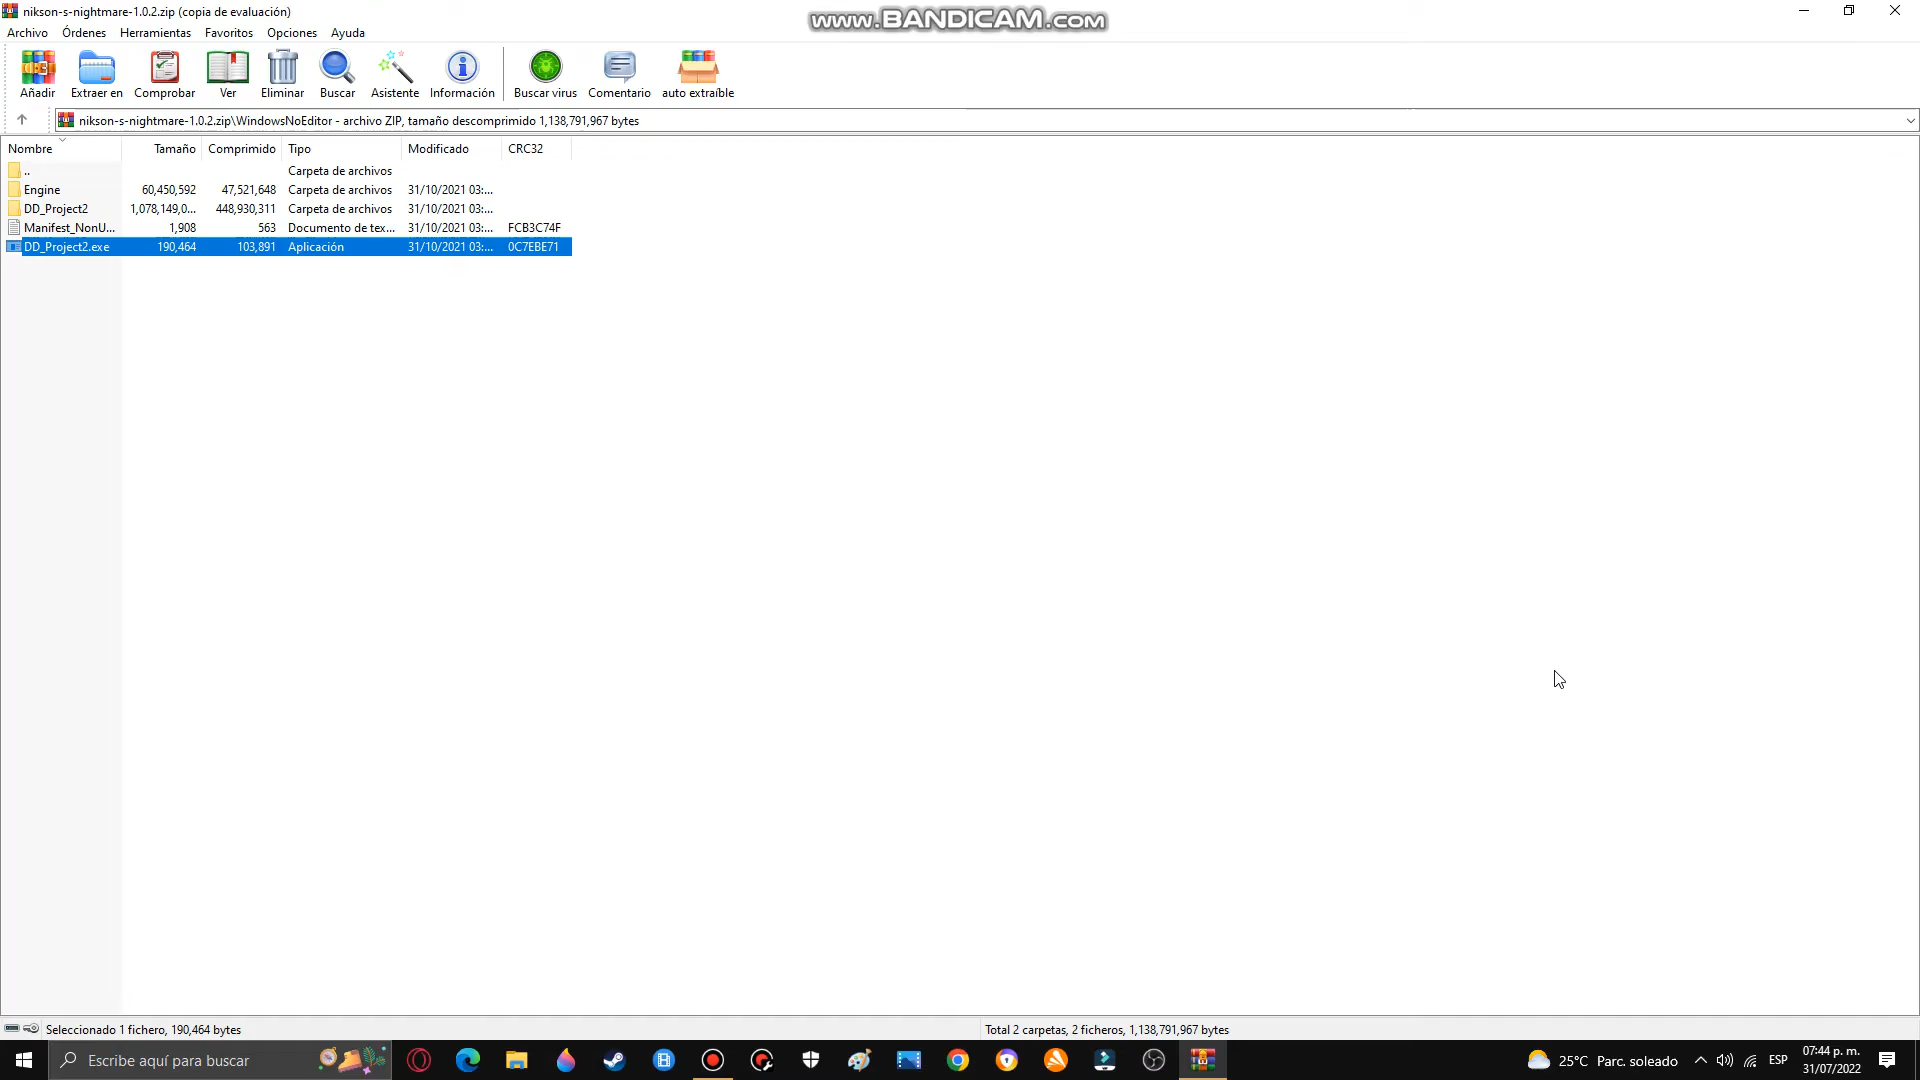 nikson-s-nightmare-1.0.2.zip (copia de evaluación)
www.BANDICAM.com
Archivo Órdenes Herramientas Favoritos Opciones Ayuda
Añadir Extraer en Comprobar Ver Eliminar Buscar Asistente Información Buscar virus Comentario auto extraíble
nikson-s-nightmare-1.0.2.zip\WindowsNoEditor - archivo ZIP, tamaño descomprimido 1,138,791,967 bytes
Nombre Tamaño Comprimido Tipo Modificado CRC32
.. Carpeta de archivos
Engine 60,450,592 47,521,648 Carpeta de archivos 31/10/2021 03:...
DD_Project2 1,078,149,0... 448,930,311 Carpeta de archivos 31/10/2021 03:...
Manifest_NonU... 1,908 563 Documento de tex... 31/10/2021 03:... FCB3C74F
DD_Project2.exe 190,464 103,891 Aplicación 31/10/2021 03:... 0C7EBE71
Seleccionado 1 fichero, 190,464 bytes
Total 2 carpetas, 2 ficheros, 1,138,791,967 bytes
Escribe aquí para buscar
25°C Parc. soleado
ESP
07:44 p. m.
31/07/2022